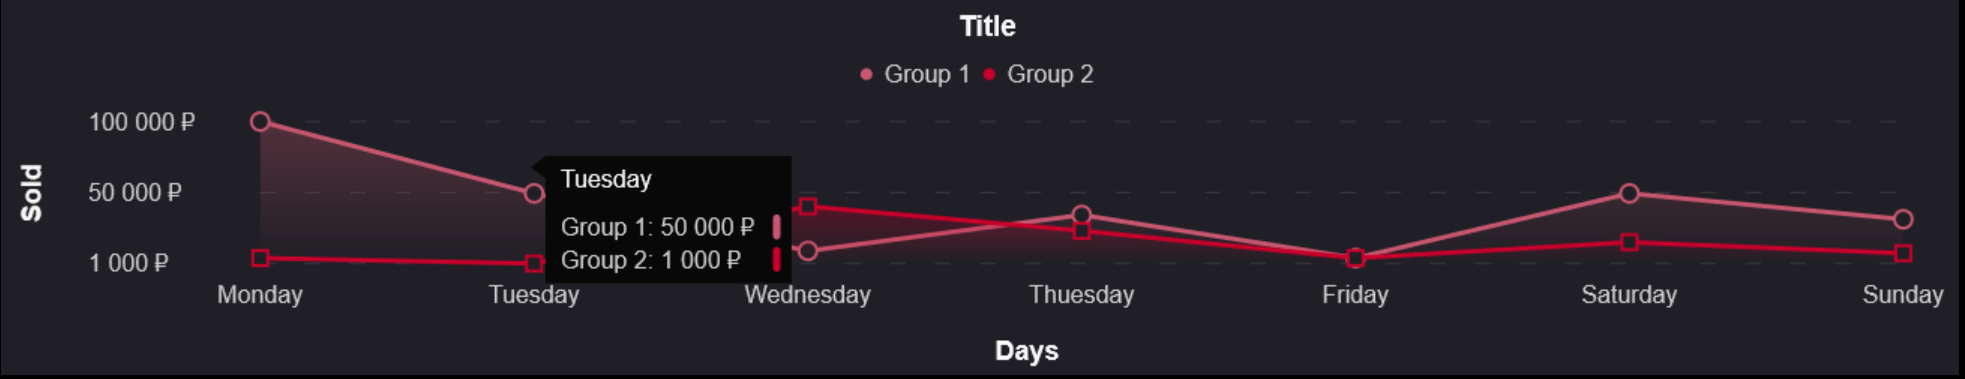 Title
Group 1 Group 2
100 000 ₽
50 000 ₽
1 000 ₽
Sold
Tuesday
Group 1: 50 000 ₽
Group 2: 1 000 ₽
Monday Tuesday Wednesday Thuesday Friday Saturday Sunday
Days